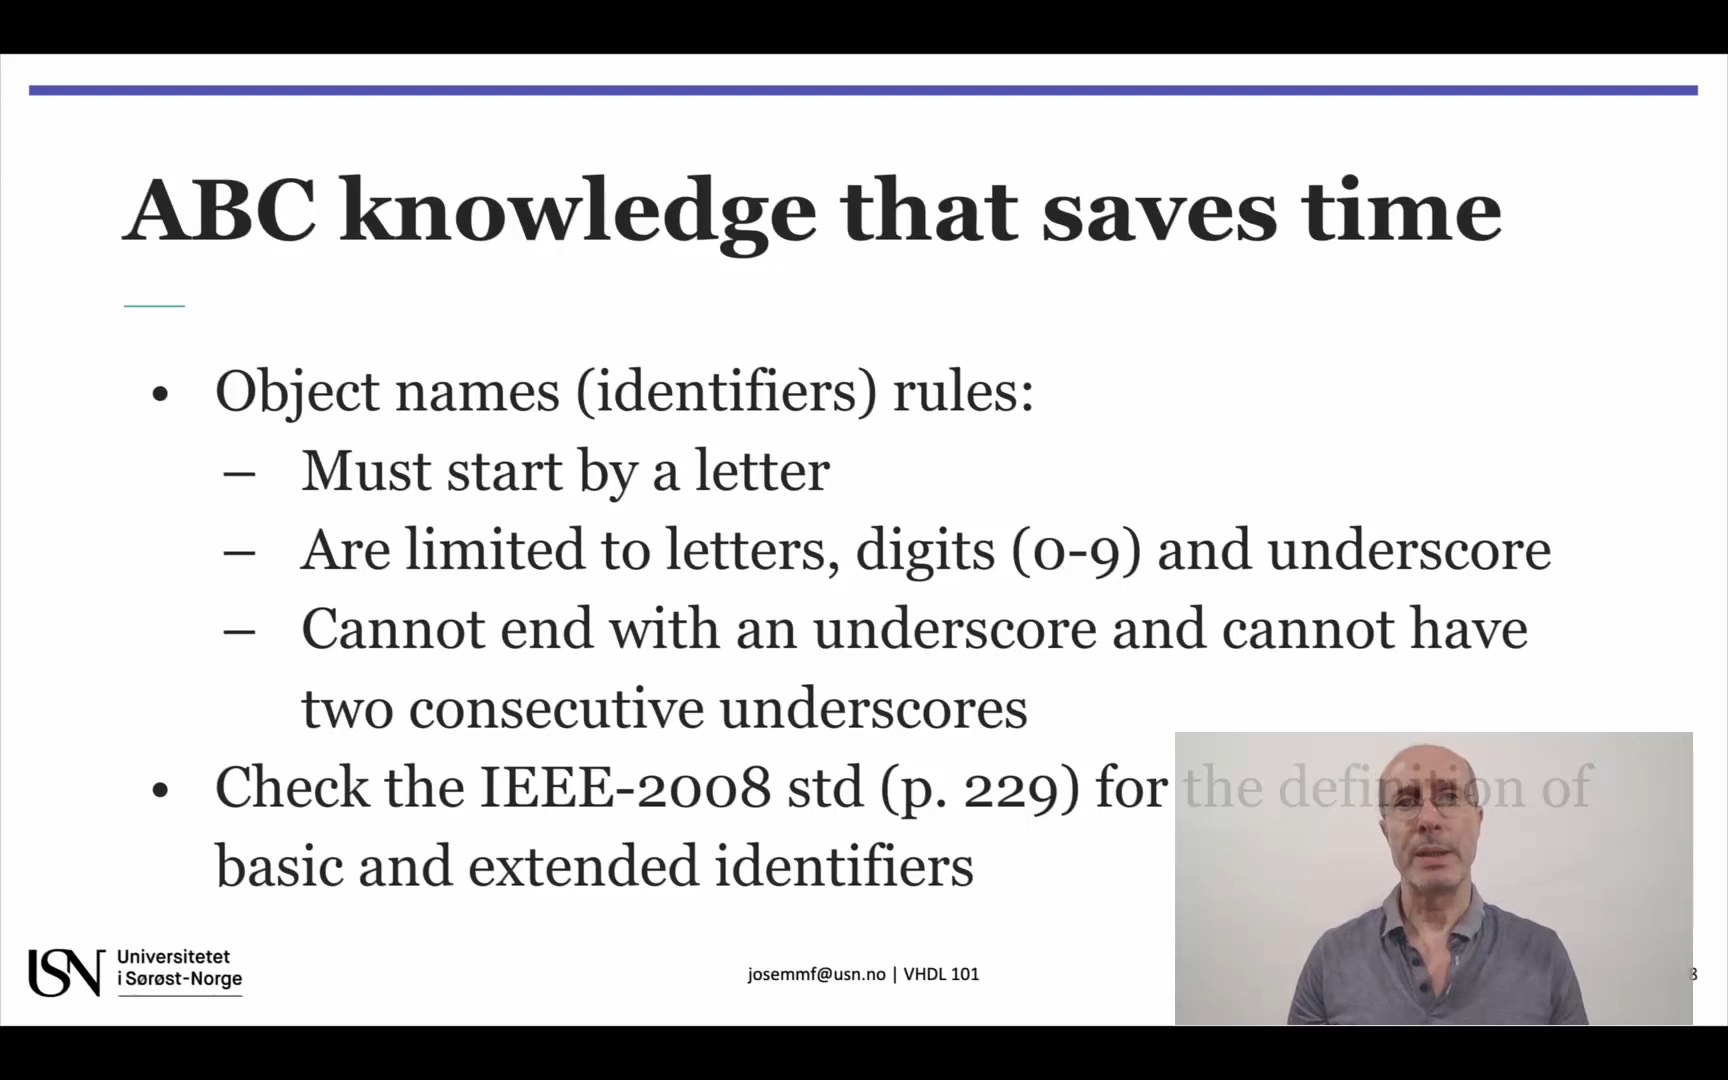 ABC knowledge that saves time
• Object names (identifiers) rules:
– Must start by a letter
– Are limited to letters, digits (0-9) and underscore
– Cannot end with an underscore and cannot have
two consecutive underscores
• Check the IEEE-2008 std (p. 229) for the definition of
basic and extended identifiers
USN Universitetet
i Sørøst-Norge
josemmf@usn.no | VHDL 101